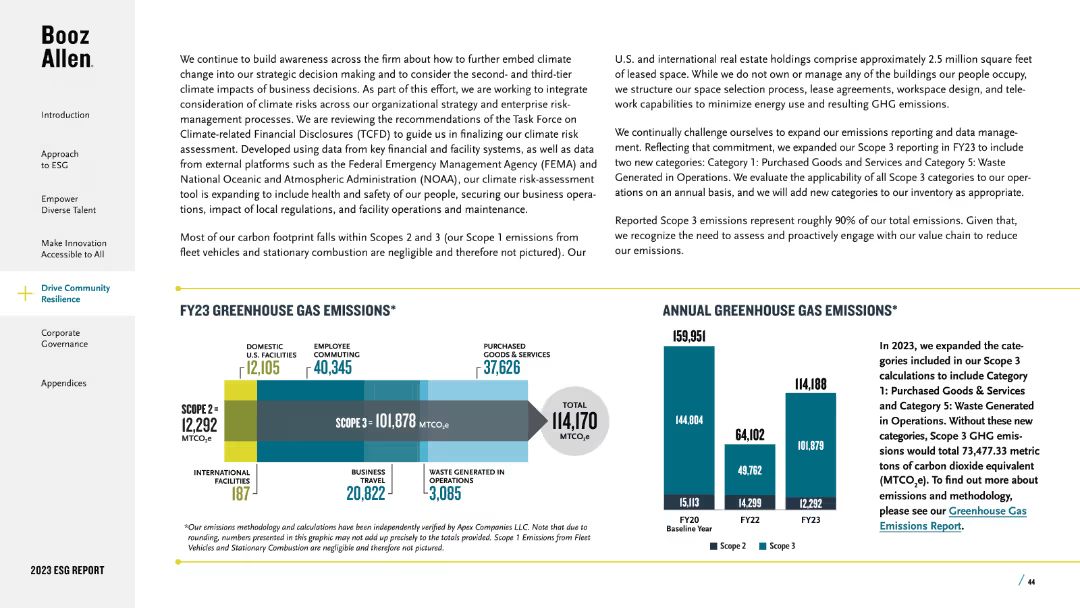 Booz
Allen
Introduction
Approach
to ESG
Empower
Diverse Talent
Make Innovation
Accessible to All
Drive Community
Resilience
Corporate
Governance
Appendices
2023 ESG REPORT
We continue to build awareness across the firm about how to further embed climate
change into our strategic decision making and to consider the second- and third-tier
climate impacts of business decisions. As part of this effort, we are working to integrate
consideration of climate risks across our organizational strategy and enterprise risk-
management processes. We are reviewing the recommendations of the Task Force on
Climate-related Financial Disclosures (TCFD) to guide us in finalizing our climate risk
assessment. Developed using data from key financial and facility systems, as well as data
from external platforms such as the Federal Emergency Management Agency (FEMA) and
National Oceanic and Atmospheric Administration (NOAA), our climate risk-assessment
tool is expanding to include health and safety of our people, securing our business opera-
tions, impact of local regulations, and facility operations and maintenance.
Most of our carbon footprint falls within Scopes 2 and 3 (our Scope 1 emissions from
fleet vehicles and stationary combustion are negligible and therefore not pictured). Our
U.S. and international real estate holdings comprise approximately 2.5 million square feet
of leased space. While we do not own or manage any of the buildings our people occupy,
we structure our space selection process, lease agreements, workspace design, and tele-
work capabilities to minimize energy use and resulting GHG emissions.
We continually challenge ourselves to expand our emissions reporting and data manage-
ment. Reflecting that commitment, we expanded our Scope 3 reporting in FY23 to include
two new categories: Category 1: Purchased Goods and Services and Category 5: Waste
Generated in Operations. We evaluate the applicability of all Scope 3 categories to our oper-
ations on an annual basis, and we will add new categories to our inventory as appropriate.
Reported Scope 3 emissions represent roughly 90% of our total emissions. Given that,
we recognize the need to assess and proactively engage with our value chain to reduce
our emissions.
FY23 GREENHOUSE GAS EMISSIONS*
DOMESTIC
U.S. FACILITIES
12,105
EMPLOYEE
COMMUTING
40,345
PURCHASED
GOODS & SERVICES
37,626
SCOPE 2 =
12,292
MTCO2e
SCOPE 3 = 101,878 MTCO2e
TOTAL
114,170
MTCO2e
INTERNATIONAL
FACILITIES
187
BUSINESS
TRAVEL
20,822
WASTE GENERATED IN
OPERATIONS
3,085
*Our emissions methodology and calculations have been independently verified by Apex Companies LLC. Note that due to
rounding, numbers presented in this graphic may not add up precisely to the totals provided. Scope 1 Emissions from Fleet
Vehicles and Stationary Combustion are negligible and therefore not pictured.
ANNUAL GREENHOUSE GAS EMISSIONS*
159,951
144,804
15,113
FY20
Baseline Year
64,102
49,762
14,299
FY22
114,188
101,879
12,292
FY23
Scope 2 Scope 3
In 2023, we expanded the cate-
gories included in our Scope 3
calculations to include Category
1: Purchased Goods & Services
and Category 5: Waste Generated
in Operations. Without these new
categories, Scope 3 GHG emis-
sions would total 73,477.33 metric
tons of carbon dioxide equivalent
(MTCO2e). To find out more about
emissions and methodology,
please see our Greenhouse Gas
Emissions Report.
/ 44